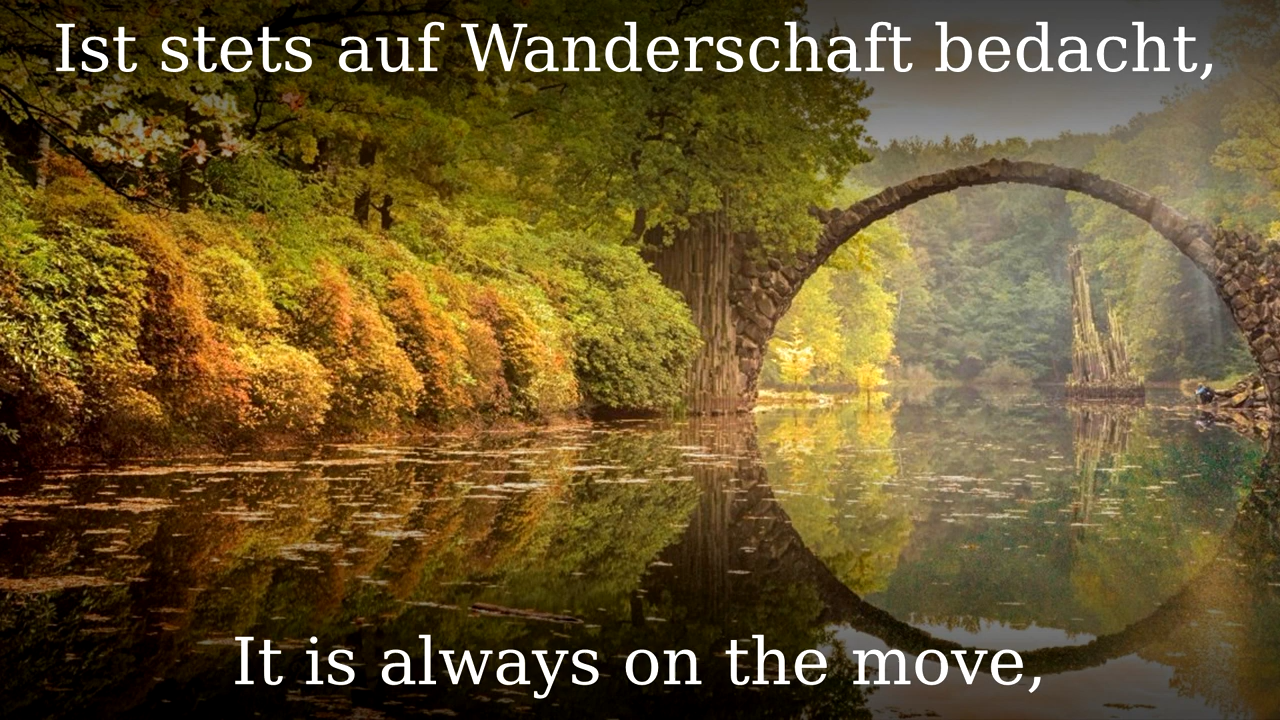 Ist stets auf Wanderschaft bedacht,
It is always on the move,